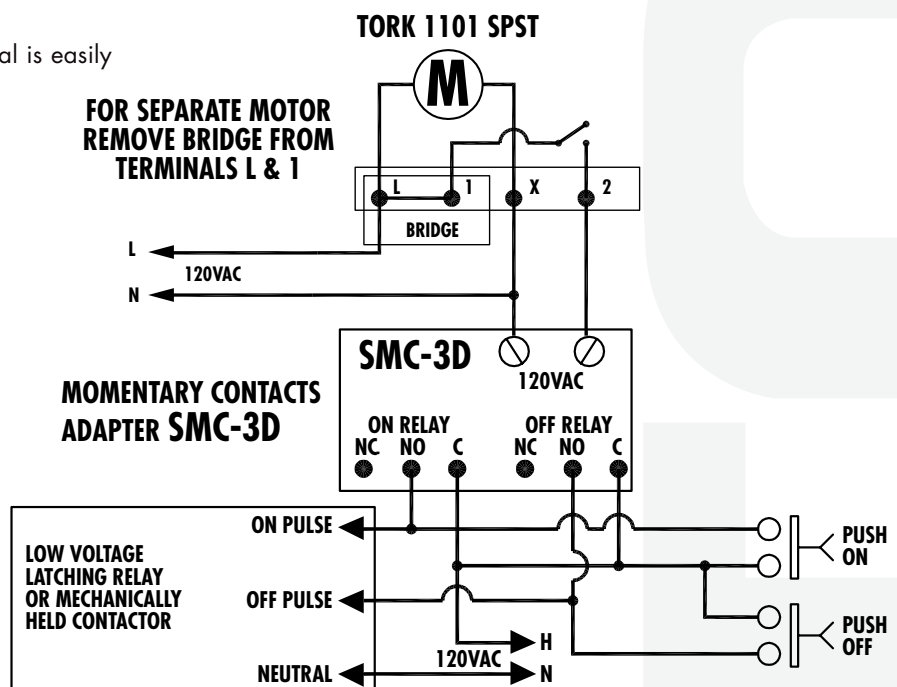 al is easily
TORK 1101 SPST
M
FOR SEPARATE MOTOR
REMOVE BRIDGE FROM
TERMINALS L & 1
L 1 X 2
BRIDGE
L
120VAC
N
SMC-3D
120VAC
MOMENTARY CONTACTS
ADAPTER SMC-3D
ON RELAY OFF RELAY
NC NO C NC NO C
ON PULSE
LOW VOLTAGE
LATCHING RELAY
OR MECHANICALLY
HELD CONTACTOR
OFF PULSE
NEUTRAL
H
120VAC
N
PUSH
ON
PUSH
OFF